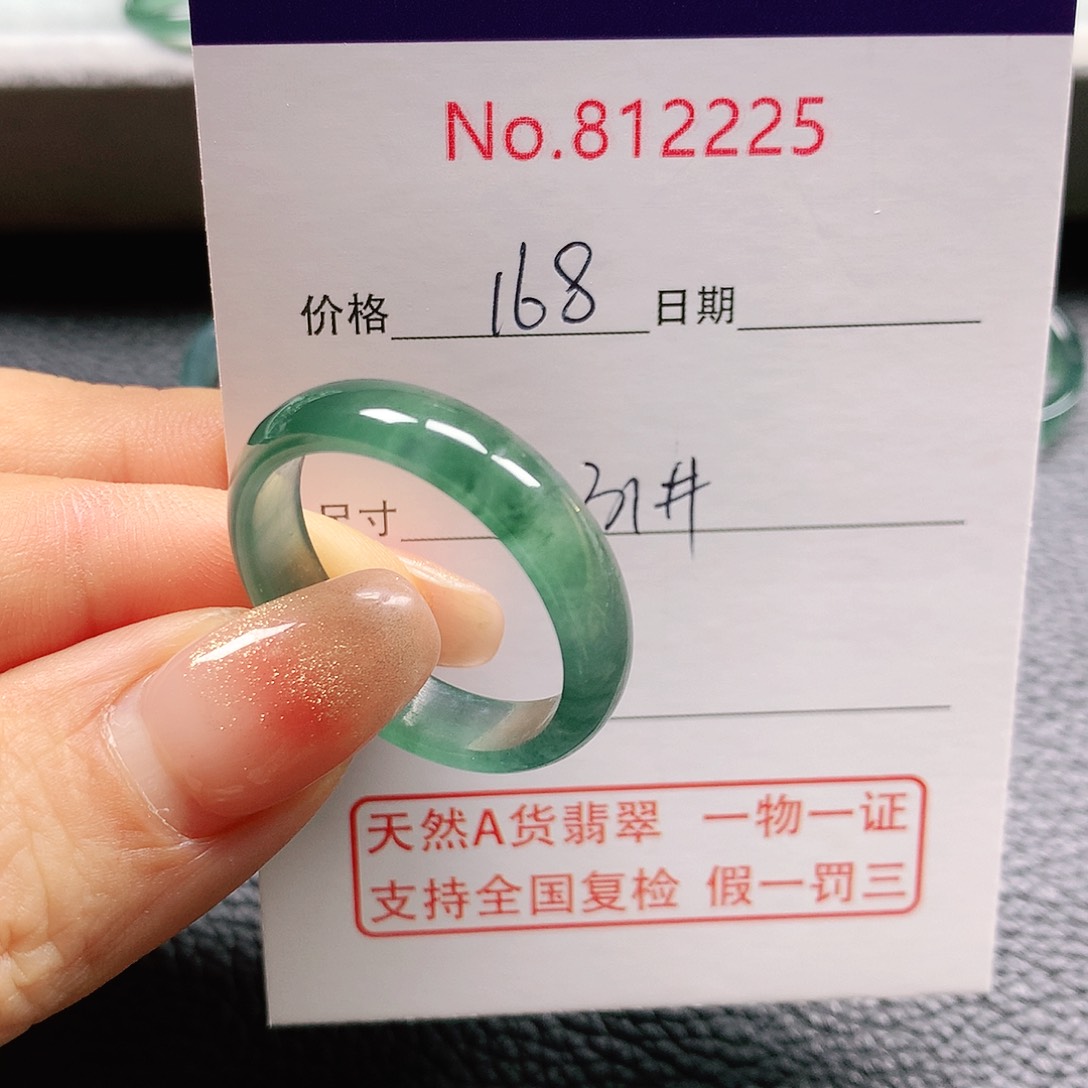 No.812225
价格 168 日期
尺寸 31#
天然A货翡翠 一物一证
支持全国复检 假一罚三